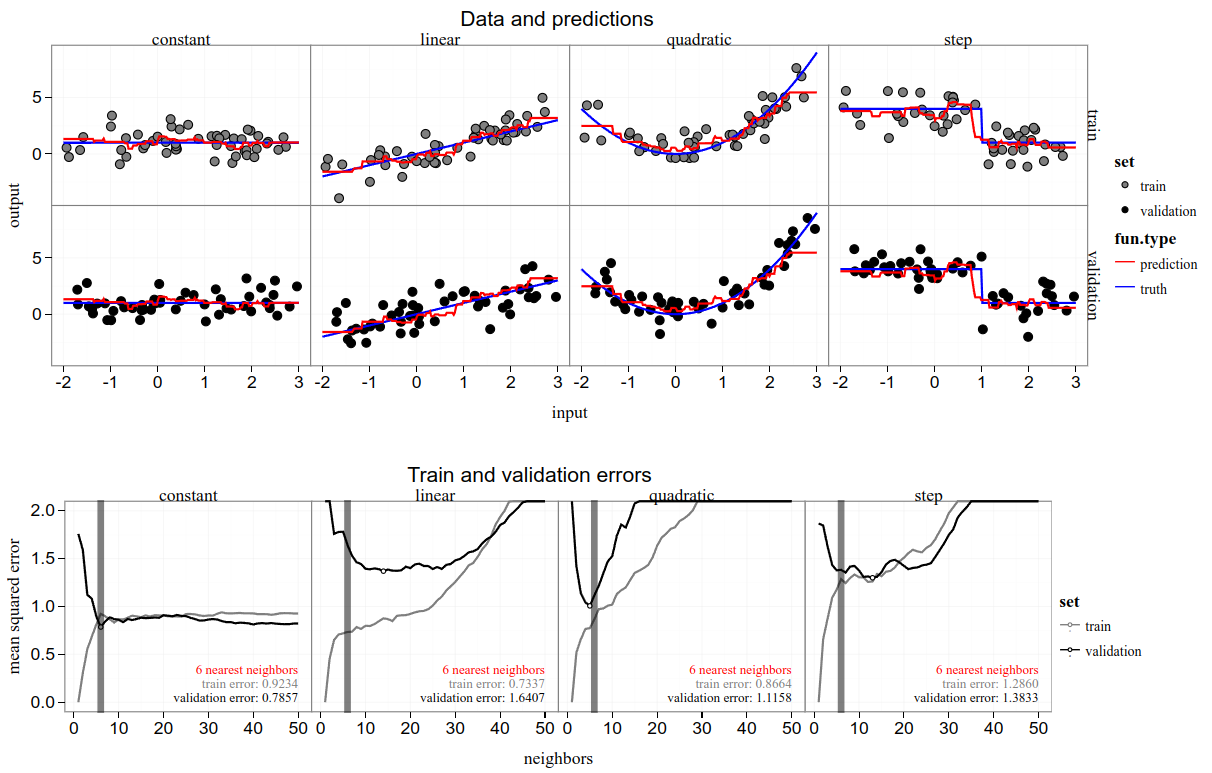 Data and predictions
constant linear quadratic step
5
0
train
5
0
validation
output
-2 -1 0 1 2 3 -2 -1 0 1 2 3 -2 -1 0 1 2 3 -2 -1 0 1 2 3
input
set
train
validation
fun.type
prediction
truth
Train and validation errors
constant linear quadratic step
2.0
1.5
1.0
0.5
0.0
mean squared error
6 nearest neighbors
train error: 0.9234
validation error: 0.7857
6 nearest neighbors
train error: 0.7337
validation error: 1.6407
6 nearest neighbors
train error: 0.8664
validation error: 1.1158
6 nearest neighbors
train error: 1.2860
validation error: 1.3833
0 10 20 30 40 50 0 10 20 30 40 50 0 10 20 30 40 50 0 10 20 30 40 50
neighbors
set
train
validation